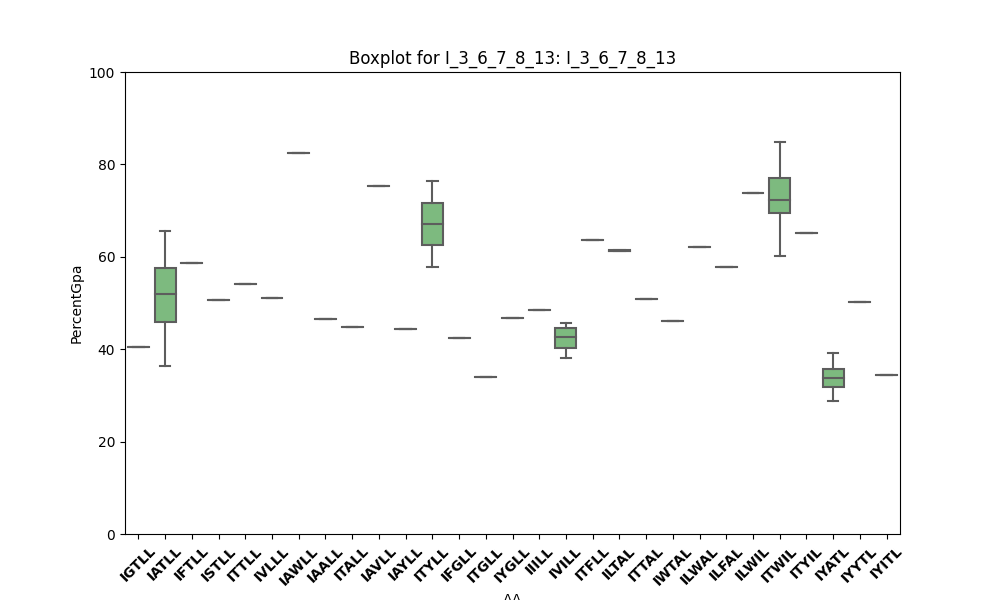 Boxplot for I_3_6_7_8_13: I_3_6_7_8_13
PercentGpa
100
80
60
40
20
0
IGTLL
IATLL
IFTLL
ISTLL
ITTLL
IVLLL
IAWLL
IAALL
ITALL
IAVLL
IAYLL
ITYLL
IFGLL
ITGLL
IYGLL
IIILL
IVILL
ITFLL
ILTAL
ITTAL
IWTAL
ILWAL
ILFAL
ILWIL
ITWIL
ITYIL
IYATL
IYYTL
IYITL
AA